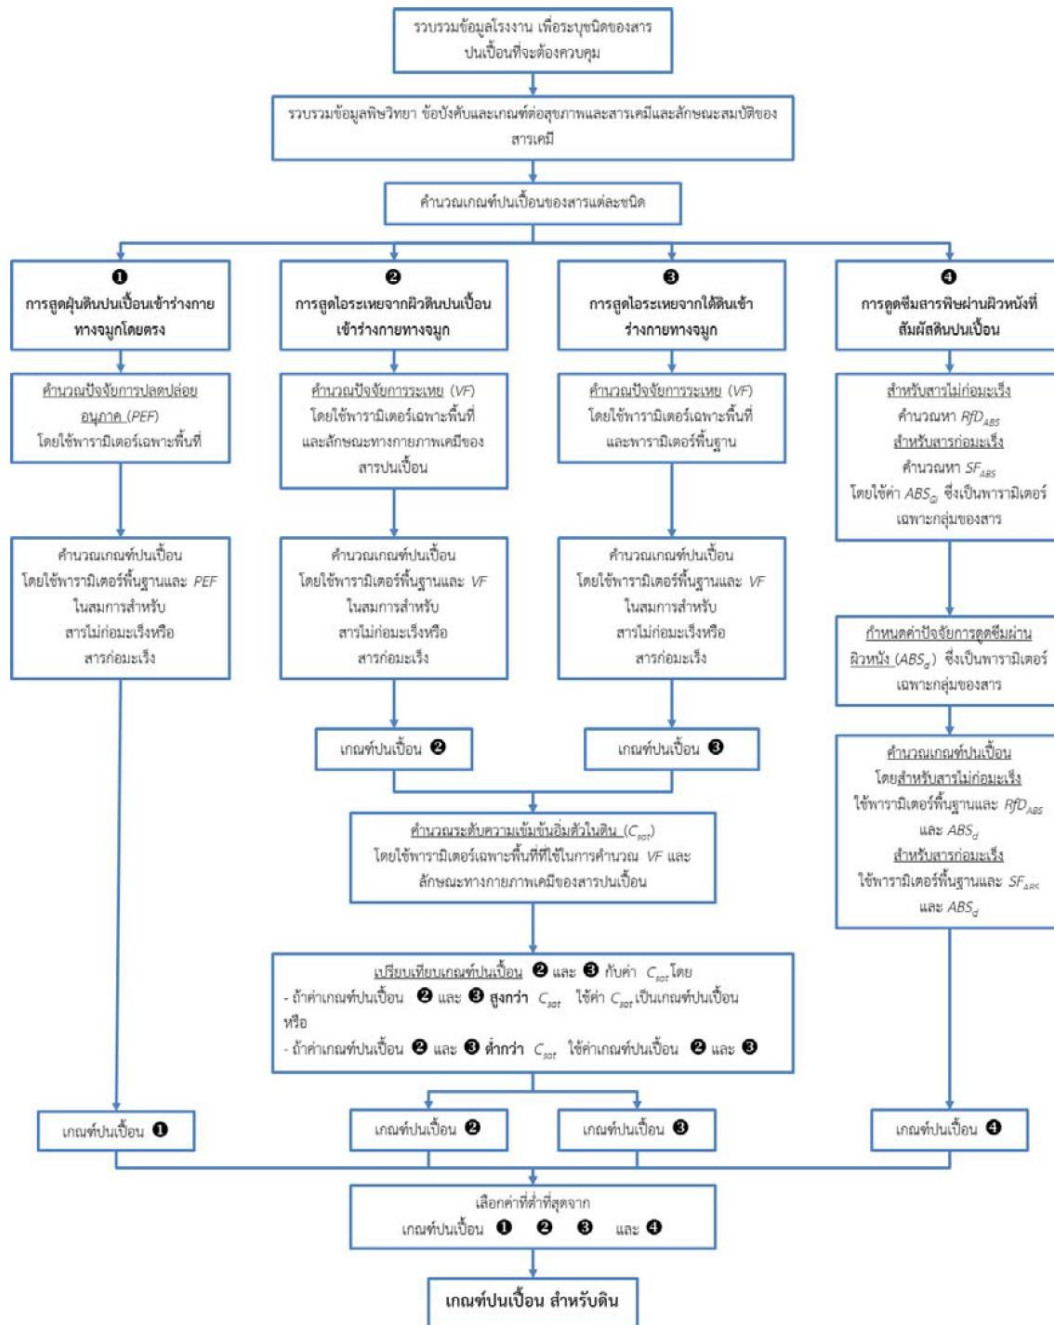 รวบรวมข้อมูลโรงงาน เพื่อระบุชนิดของสาร
ปนเปื้อนที่จะต้องควบคุม
รวบรวมข้อมูลพิษวิทยา ข้อบังคับและเกณฑ์ต่อสุขภาพและสารเคมีและลักษณะสมบัติของ
สารเคมี
คำนวณเกณฑ์ปนเปื้อนของสารแต่ละชนิด
❶
การสูดฝุ่นดินปนเปื้อนเข้าร่างกาย
ทางจมูกโดยตรง
คำนวณปัจจัยการปลดปล่อย
อนุภาค (PEF)
โดยใช้พารามิเตอร์เฉพาะพื้นที่
คำนวณเกณฑ์ปนเปื้อน
โดยใช้พารามิเตอร์พื้นฐานและ PEF
ในสมการสำหรับ
สารไม่ก่อมะเร็งหรือ
สารก่อมะเร็ง
❷
การสูดไอระเหยจากผิวดินปนเปื้อน
เข้าร่างกายทางจมูก
คำนวณปัจจัยการระเหย (VF)
โดยใช้พารามิเตอร์เฉพาะพื้นที่
และลักษณะทางกายภาพเคมีของ
สารปนเปื้อน
คำนวณเกณฑ์ปนเปื้อน
โดยใช้พารามิเตอร์พื้นฐานและ VF
ในสมการสำหรับ
สารไม่ก่อมะเร็งหรือ
สารก่อมะเร็ง
เกณฑ์ปนเปื้อน ❷
❸
การสูดไอระเหยจากใต้ดินเข้า
ร่างกายทางจมูก
คำนวณปัจจัยการระเหย (VF)
โดยใช้พารามิเตอร์เฉพาะพื้นที่
และพารามิเตอร์พื้นฐาน
คำนวณเกณฑ์ปนเปื้อน
โดยใช้พารามิเตอร์พื้นฐานและ VF
ในสมการสำหรับ
สารไม่ก่อมะเร็งหรือ
สารก่อมะเร็ง
เกณฑ์ปนเปื้อน ❸
❹
การดูดซึมสารพิษผ่านผิวหนังที่
สัมผัสดินปนเปื้อน
สำหรับสารไม่ก่อมะเร็ง
คำนวณหา RfD_ABS
สำหรับสารก่อมะเร็ง
คำนวณหา SF_ABS
โดยใช้ค่า ABS_GI ซึ่งเป็นพารามิเตอร์
เฉพาะกลุ่มของสาร
กำหนดค่าปัจจัยการดูดซึมผ่าน
ผิวหนัง (ABS_d) ซึ่งเป็นพารามิเตอร์
เฉพาะกลุ่มของสาร
คำนวณเกณฑ์ปนเปื้อน
โดยสำหรับสารไม่ก่อมะเร็ง
ใช้พารามิเตอร์พื้นฐานและ RfD_ABS
และ ABS_d
สำหรับสารก่อมะเร็ง
ใช้พารามิเตอร์พื้นฐานและ SF_ABS
และ ABS_d
คำนวณระดับความเข้มข้นอิ่มตัวในดิน (C_sat)
โดยใช้พารามิเตอร์เฉพาะพื้นที่ที่ใช้ในการคำนวณ VF และ
ลักษณะทางกายภาพเคมีของสารปนเปื้อน
เปรียบเทียบเกณฑ์ปนเปื้อน ❷ และ ❸ กับค่า C_sat โดย
- ถ้าค่าเกณฑ์ปนเปื้อน ❷ และ ❸ สูงกว่า C_sat ใช้ค่า C_sat เป็นเกณฑ์ปนเปื้อน
หรือ
- ถ้าค่าเกณฑ์ปนเปื้อน ❷ และ ❸ ต่ำกว่า C_sat ใช้ค่าเกณฑ์ปนเปื้อน ❷ และ ❸
เกณฑ์ปนเปื้อน ❶
เกณฑ์ปนเปื้อน ❷
เกณฑ์ปนเปื้อน ❸
เกณฑ์ปนเปื้อน ❹
เลือกค่าที่ต่ำที่สุดจาก
เกณฑ์ปนเปื้อน ❶ ❷ ❸ และ ❹
เกณฑ์ปนเปื้อน สำหรับดิน